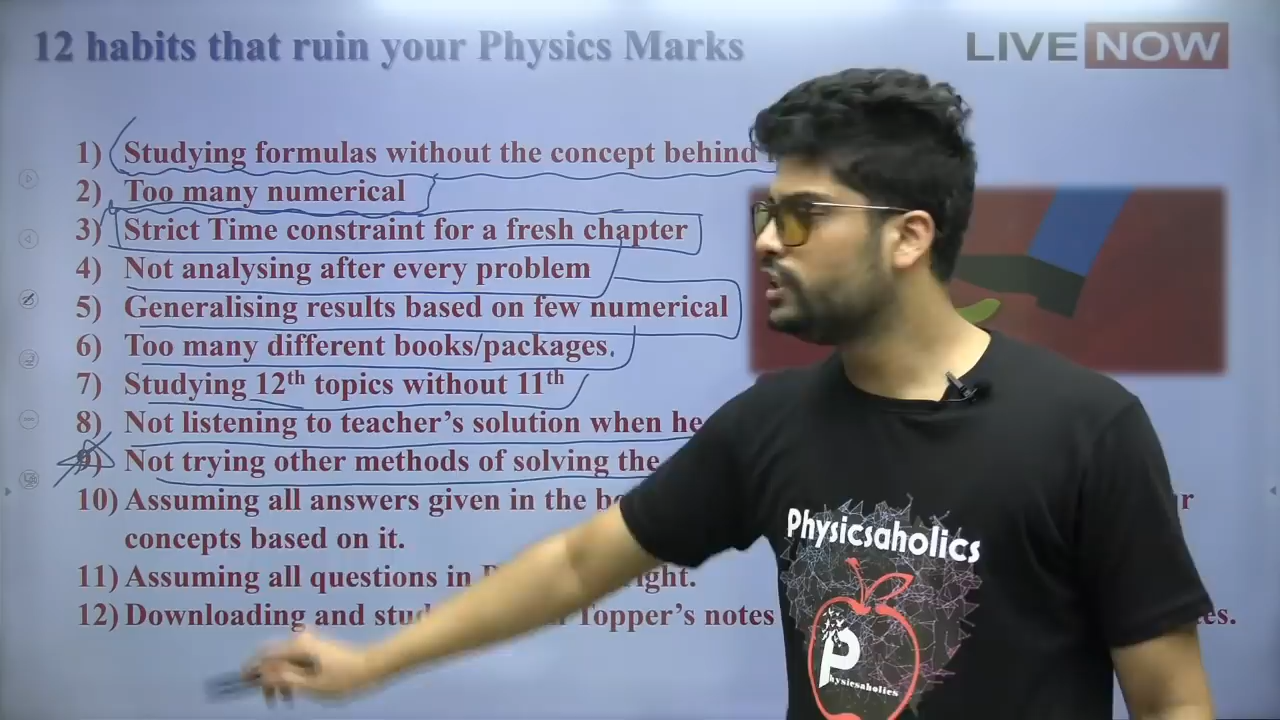 12 habits that ruin your Physics Marks
LIVE NOW
1) Studying formulas without the concept behind
2) Too many numerical
3) Strict Time constraint for a fresh chapter
4) Not analysing after every problem
5) Generalising results based on few numerical
6) Too many different books/packages.
7) Studying 12th topics without 11th
8) Not listening to teacher’s solution when he
9) Not trying other methods of solving the
10) Assuming all answers given in the
concepts based on it.
11) Assuming all questions in
12) Downloading and Topper’s notes
Physicsaholics
Physicsaholics